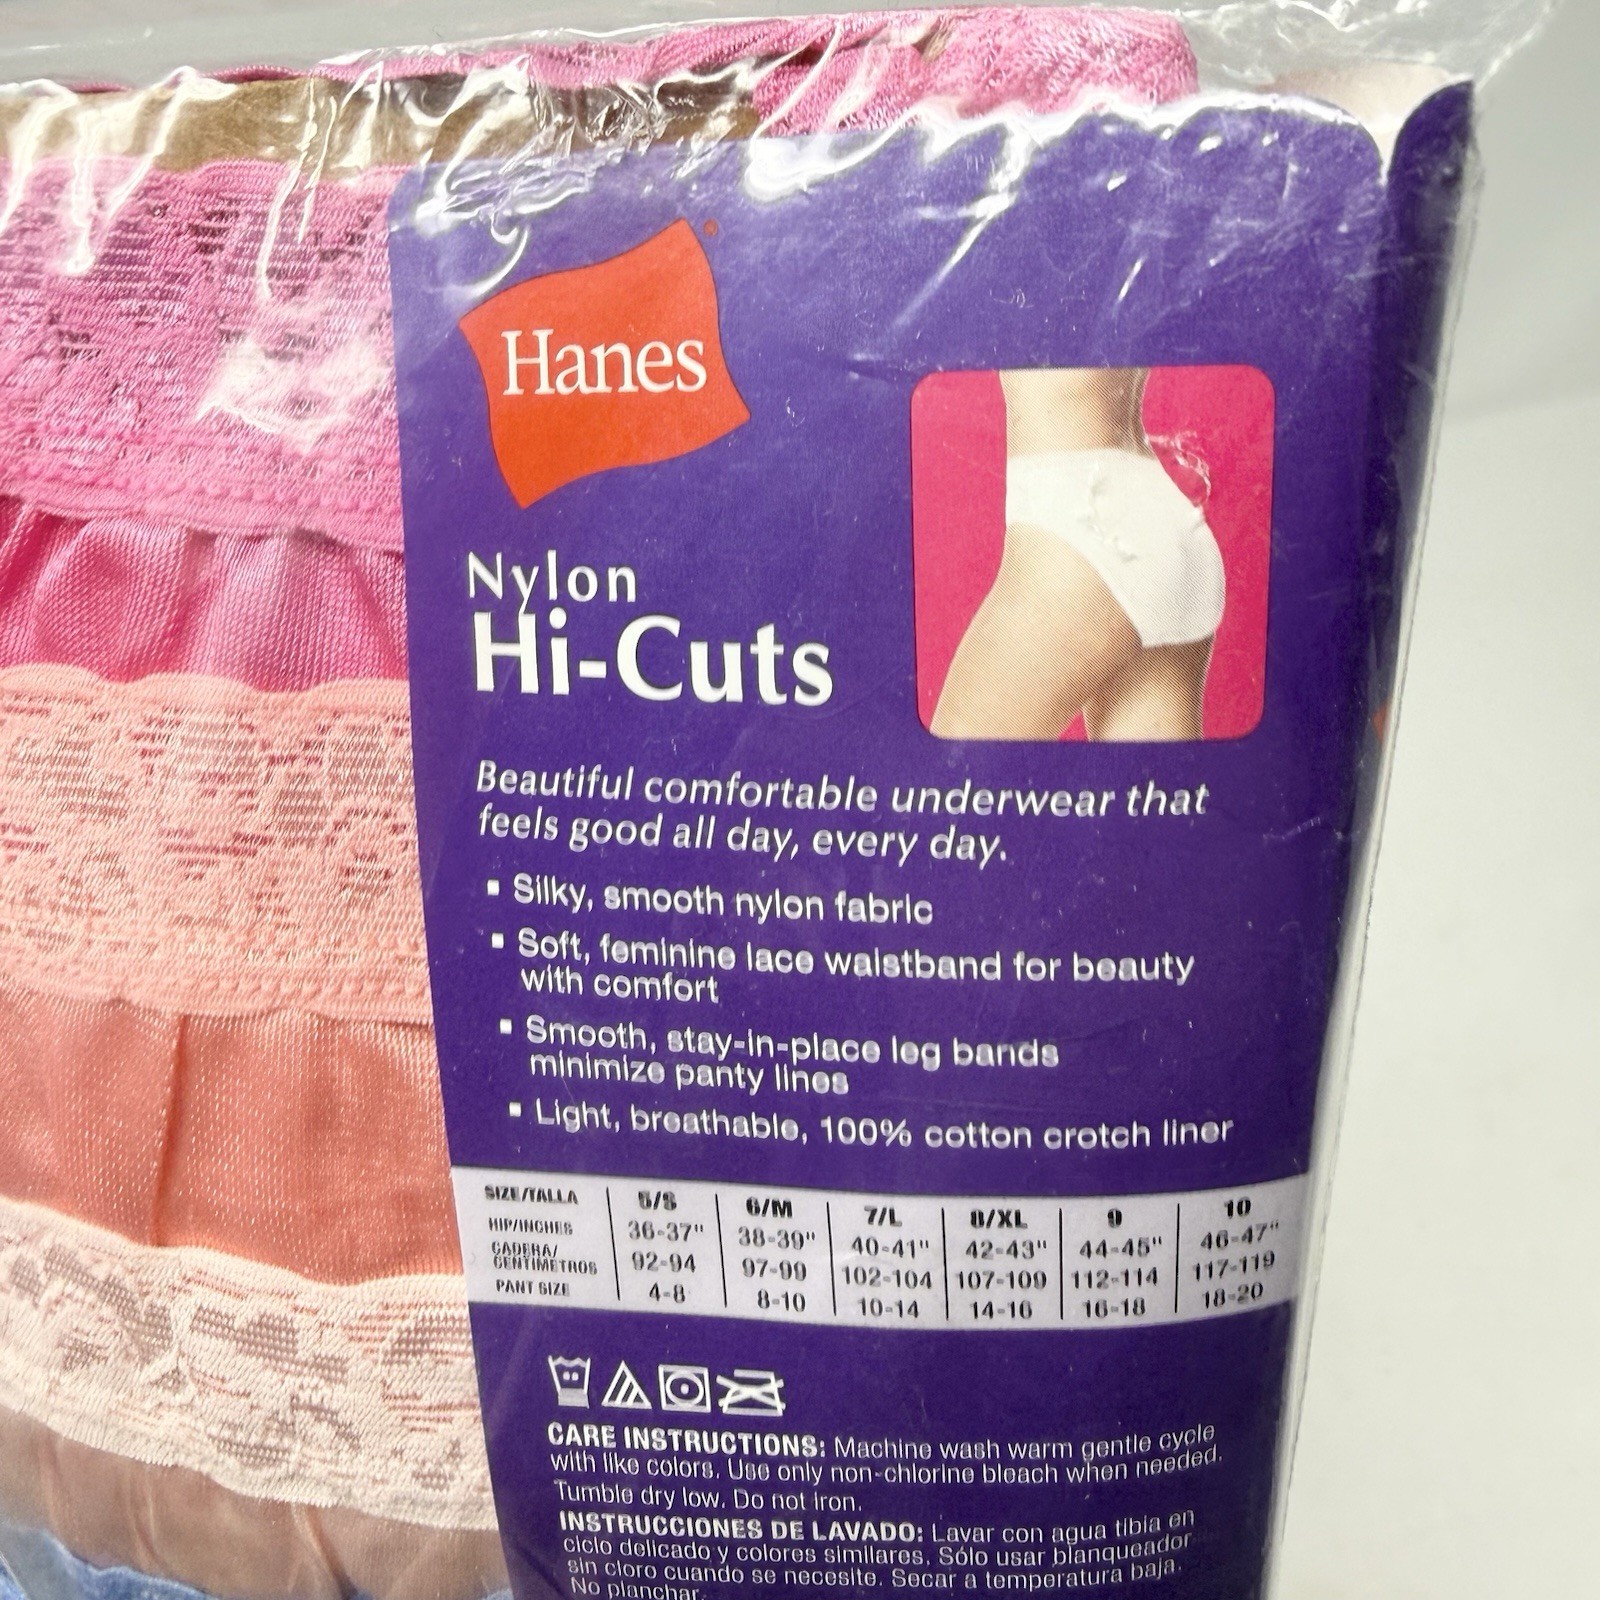 Hanes
Nylon
Hi-Cuts
Beautiful comfortable underwear that
feels good all day, every day.
▪ Silky, smooth nylon fabric
▪ Soft, feminine lace waistband for beauty
with comfort
▪ Smooth, stay-in-place leg bands
minimize panty lines
▪ Light, breathable, 100% cotton crotch liner
SIZE/TALLA 5/S 6/M 7/L 8/XL 9 10
HIP/INCHES 36-37" 38-39" 40-41" 42-43" 44-45" 46-47"
CADERA/
CENTIMETROS 92-94 97-99 102-104 107-109 112-114 117-119
PANT SIZE 4-8 8-10 10-14 14-16 16-18 18-20
CARE INSTRUCTIONS: Machine wash warm gentle cycle
with like colors. Use only non-chlorine bleach when needed.
Tumble dry low. Do not iron.
INSTRUCCIONES DE LAVADO: Lavar con agua tibia en
ciclo delicado y colores similares. Sólo usar blanqueador
sin cloro cuando se necesite. Secar a temperatura baja.
No planchar.